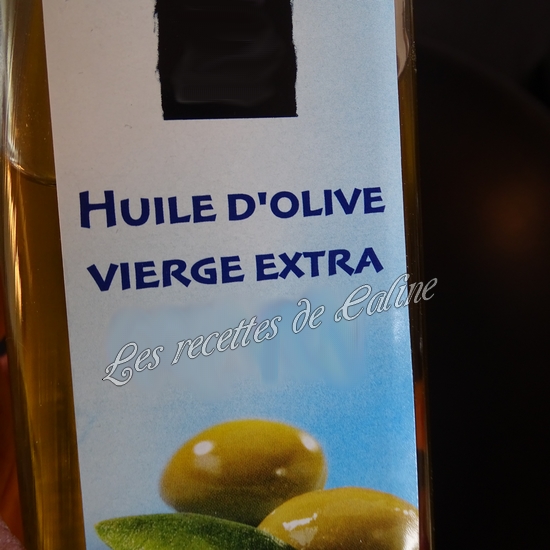 HUILE D'OLIVE
VIERGE EXTRA
Les recettes de Caline